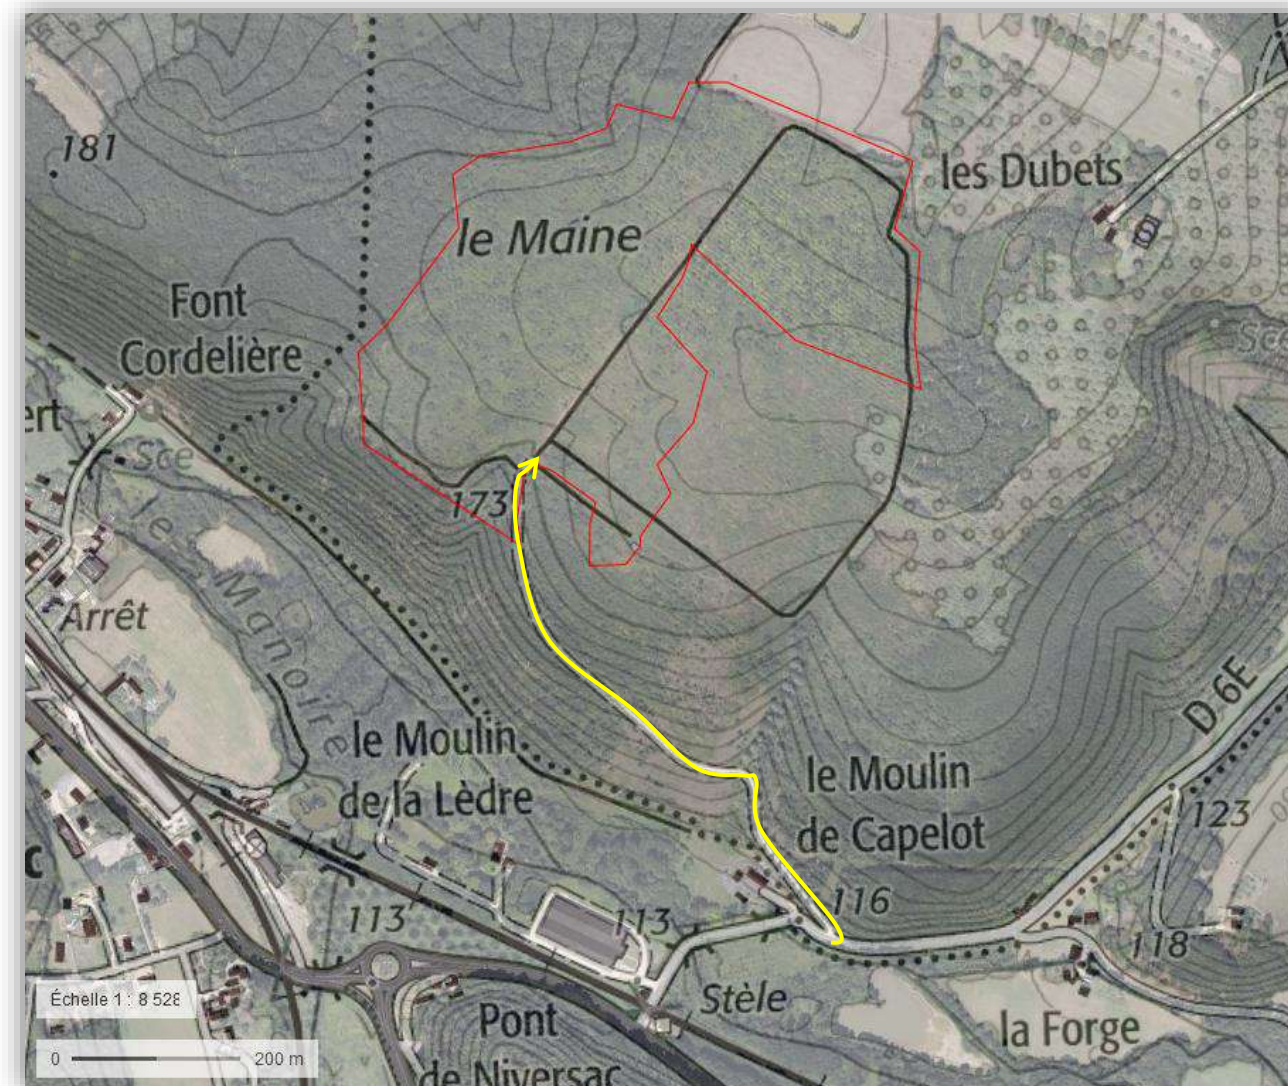 181
les Dubets
le Maine
Font
Cordelière
ert
Sce
173
Arrêt
le Manoire
D 6E
le Moulin
de la Lèdre
le Moulin
de Capelot
123
116
113
113
118
c
Stèle
la Forge
Pont
de Niversac
Échelle 1 : 8 528
0
200 m